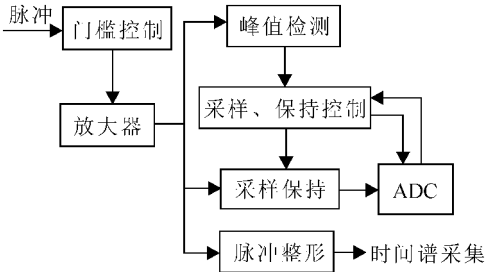 脉冲
门槛控制
峰值检测
采样、保持控制
放大器
采样保持
ADC
脉冲整形
时间谱采集